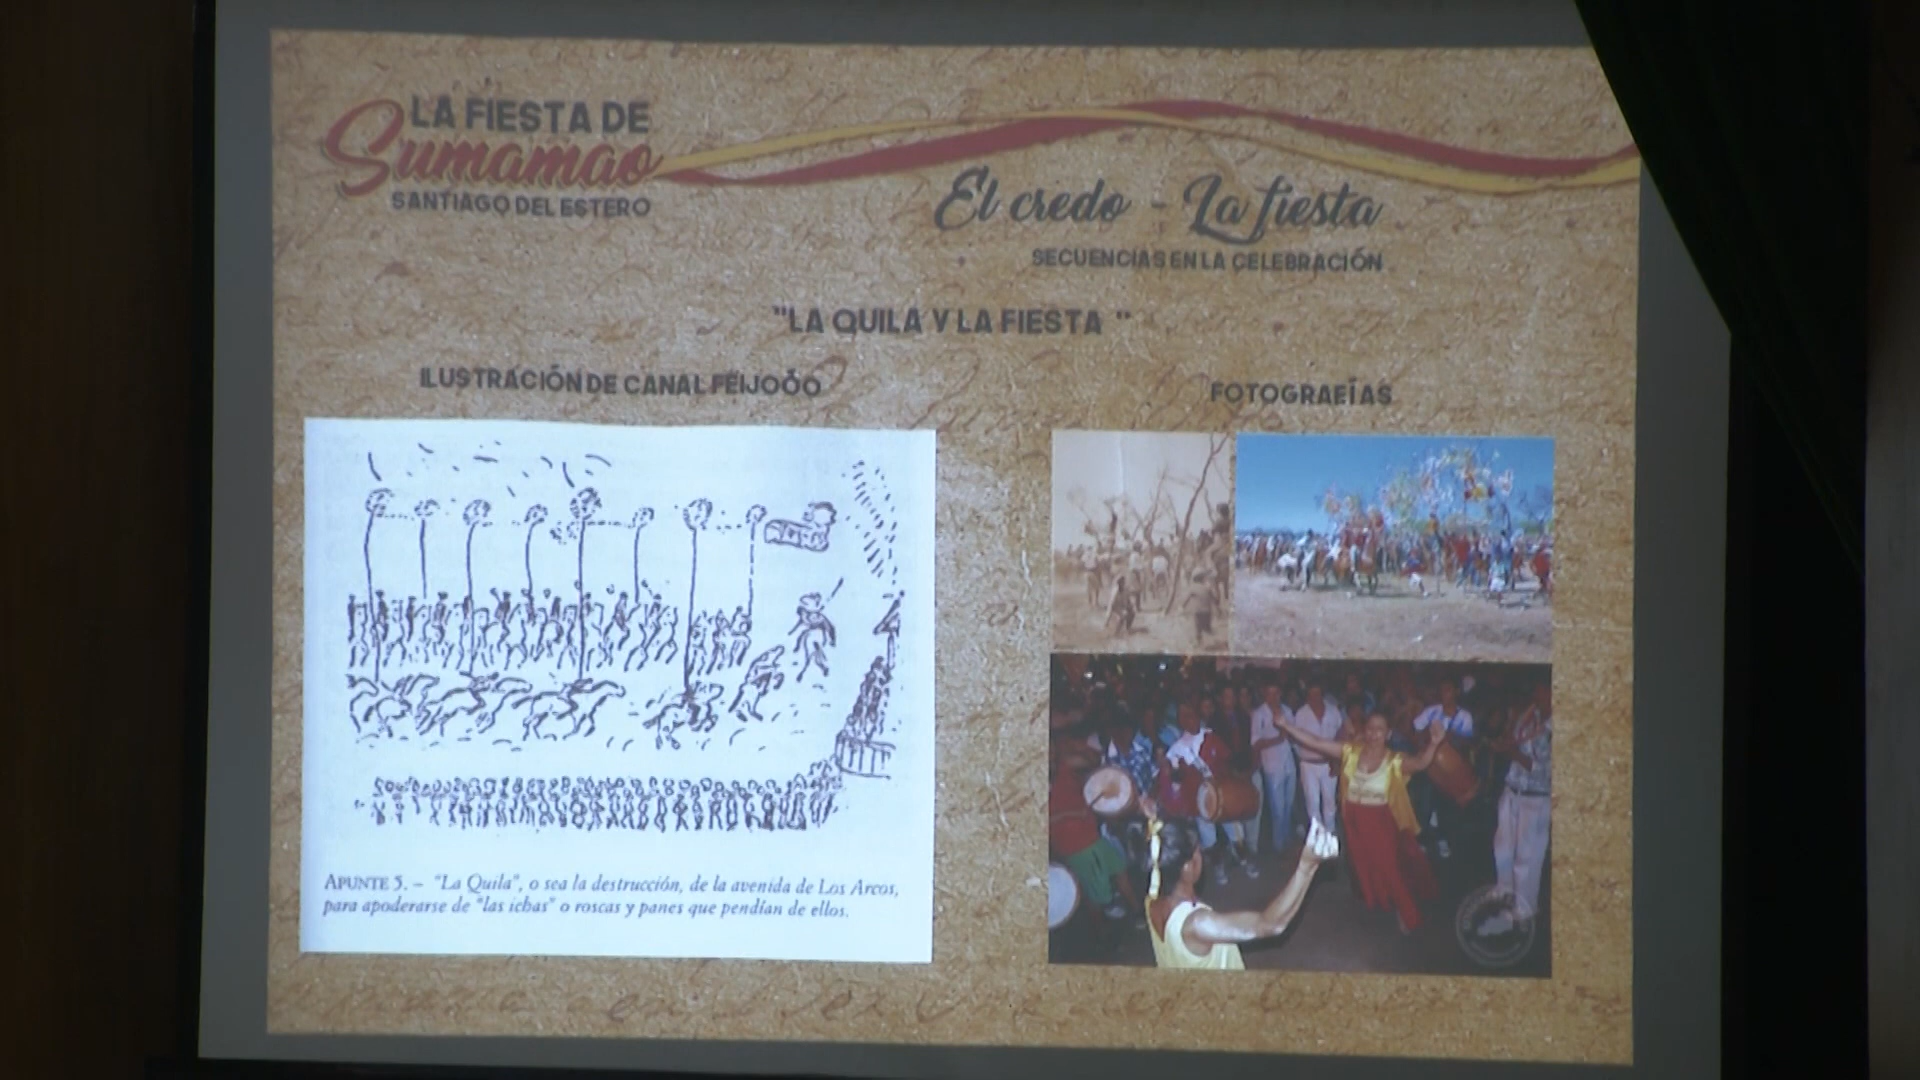 LA FIESTA DE
Sumamao
SANTIAGO DEL ESTERO
El credo - La fiesta
SECUENCIAS EN LA CELEBRACIÓN
"LA QUILA Y LA FIESTA "
ILUSTRACIÓN DE CANAL FEIJOÓO
FOTOGRAFÍAS
APUNTE 5. – "La Quila", o sea la destrucción, de la avenida de Los Arcos,
para apoderarse de "las ichas" o roscas y panes que pendían de ellos.